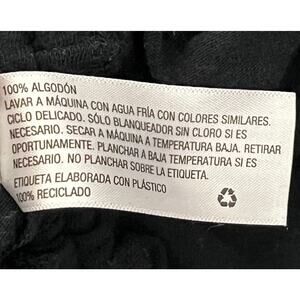 100% ALGODÓN
LAVAR A MÁQUINA CON AGUA FRÍA CON COLORES SIMILARES.
CICLO DELICADO. SÓLO BLANQUEADOR SIN CLORO SI ES
NECESARIO. SECAR A MÁQUINA A TEMPERATURA BAJA. RETIRAR
OPORTUNAMENTE. PLANCHAR A BAJA TEMPERATURA SI ES
NECESARIO. NO PLANCHAR SOBRE LA ETIQUETA.
ETIQUETA ELABORADA CON PLÁSTICO
100% RECICLADO